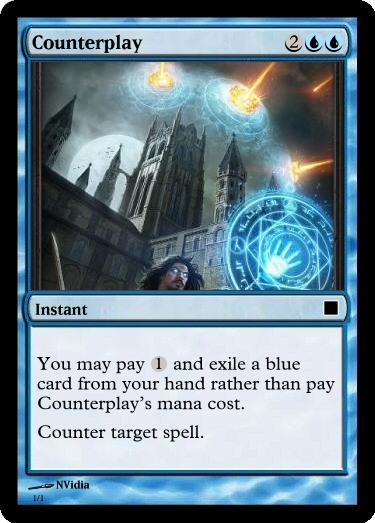 Counterplay 2
Instant
You may pay 1 and exile a blue
card from your hand rather than pay
Counterplay's mana cost.
Counter target spell.
NVidia
1/1